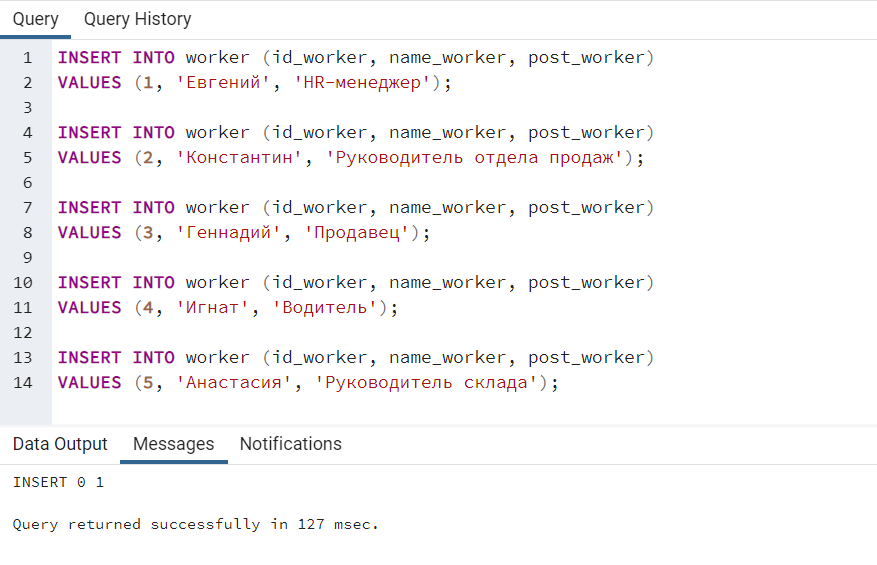 Query Query History
1 INSERT INTO worker (id_worker, name_worker, post_worker)
2 VALUES (1, 'Евгений', 'HR-менеджер');
3
4 INSERT INTO worker (id_worker, name_worker, post_worker)
5 VALUES (2, 'Константин', 'Руководитель отдела продаж');
6
7 INSERT INTO worker (id_worker, name_worker, post_worker)
8 VALUES (3, 'Геннадий', 'Продавец');
9
10 INSERT INTO worker (id_worker, name_worker, post_worker)
11 VALUES (4, 'Игнат', 'Водитель');
12
13 INSERT INTO worker (id_worker, name_worker, post_worker)
14 VALUES (5, 'Анастасия', 'Руководитель склада');
Data Output Messages Notifications
INSERT 0 1
Query returned successfully in 127 msec.